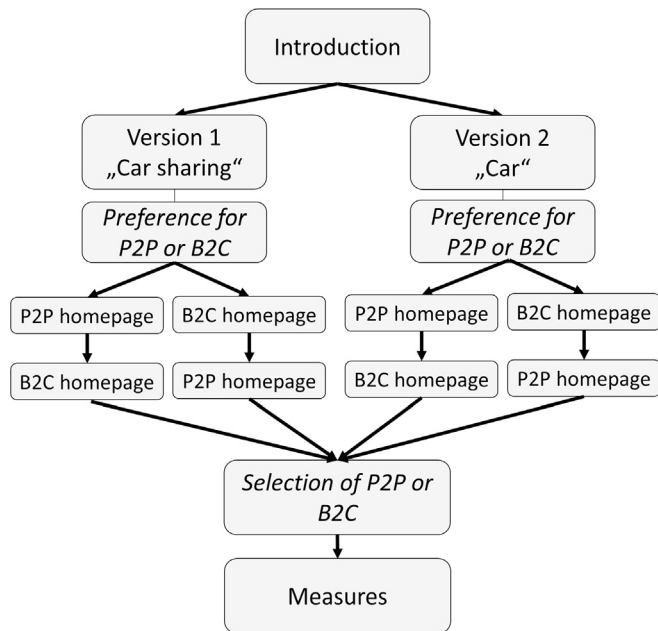 Introduction
Version 1
„Car sharing“
Version 2
„Car“
Preference for
P2P or B2C
Preference for
P2P or B2C
P2P homepage
B2C homepage
P2P homepage
B2C homepage
B2C homepage
P2P homepage
B2C homepage
P2P homepage
Selection of P2P or
B2C
Measures